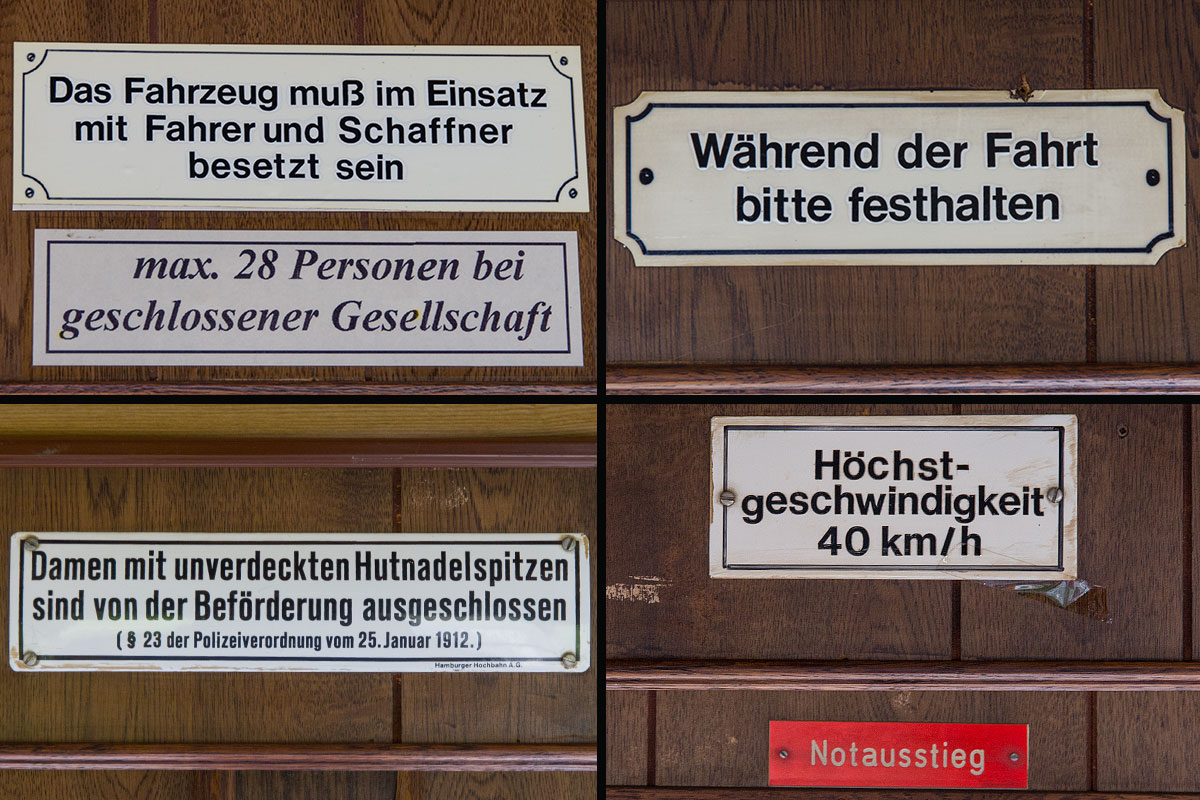 Das Fahrzeug muß im Einsatz
mit Fahrer und Schaffner
besetzt sein
max. 28 Personen bei
geschlossener Gesellschaft
Während der Fahrt
bitte festhalten
Damen mit unverdeckten Hutnadelspitzen
sind von der Beförderung ausgeschlossen
( § 23 der Polizeiverordnung vom 25. Januar 1912. )
Hamburger Hochbahn A.G.
Höchst-
geschwindigkeit
40 km/h
Notausstieg